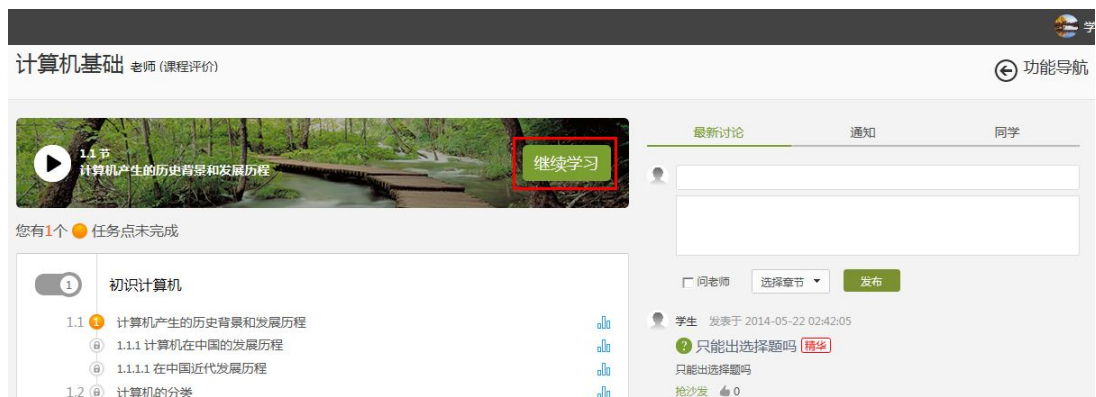 学
计算机基础 老师 (课程评价)
功能导航
1.1 节
计算机产生的历史背景和发展历程
继续学习
您有1个 任务点未完成
1 初识计算机
1.1 1 计算机产生的历史背景和发展历程
1.1.1 计算机在中国的发展历程
1.1.1.1 在中国近代发展历程
1.2 计算机的分类
最新讨论 通知 同学
问老师 选择章节 发布
学生 发表于 2014-05-22 02:42:05
? 只能出选择题吗 精华
只能出选择题吗
抢沙发 0